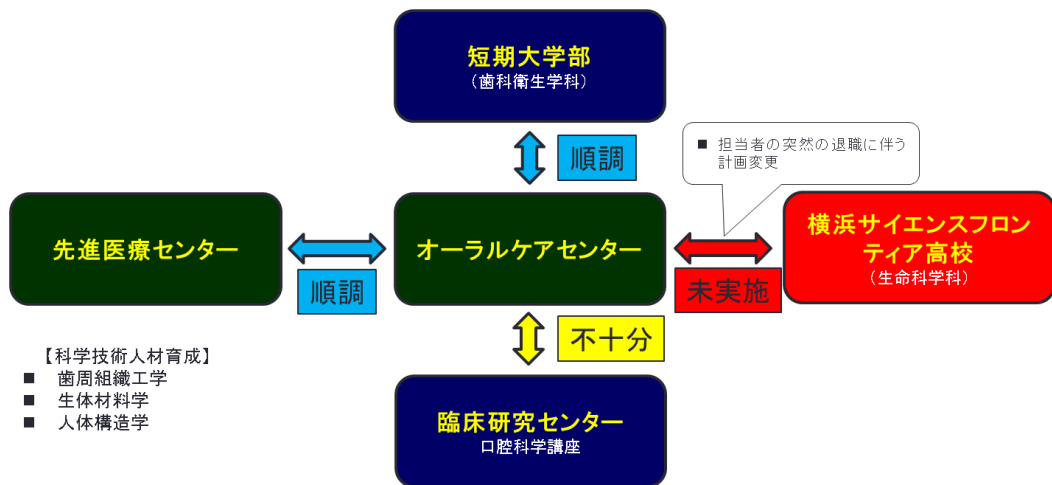 短期大学部
（歯科衛生学科）
順調
■ 担当者の突然の退職に伴う
計画変更
先進医療センター
順調
オーラルケアセンター
未実施
横浜サイエンスフロン
ティア高校
（生命科学科）
不十分
【科学技術人材育成】
■ 歯周組織工学
■ 生体材料学
■ 人体構造学
臨床研究センター
口腔科学講座